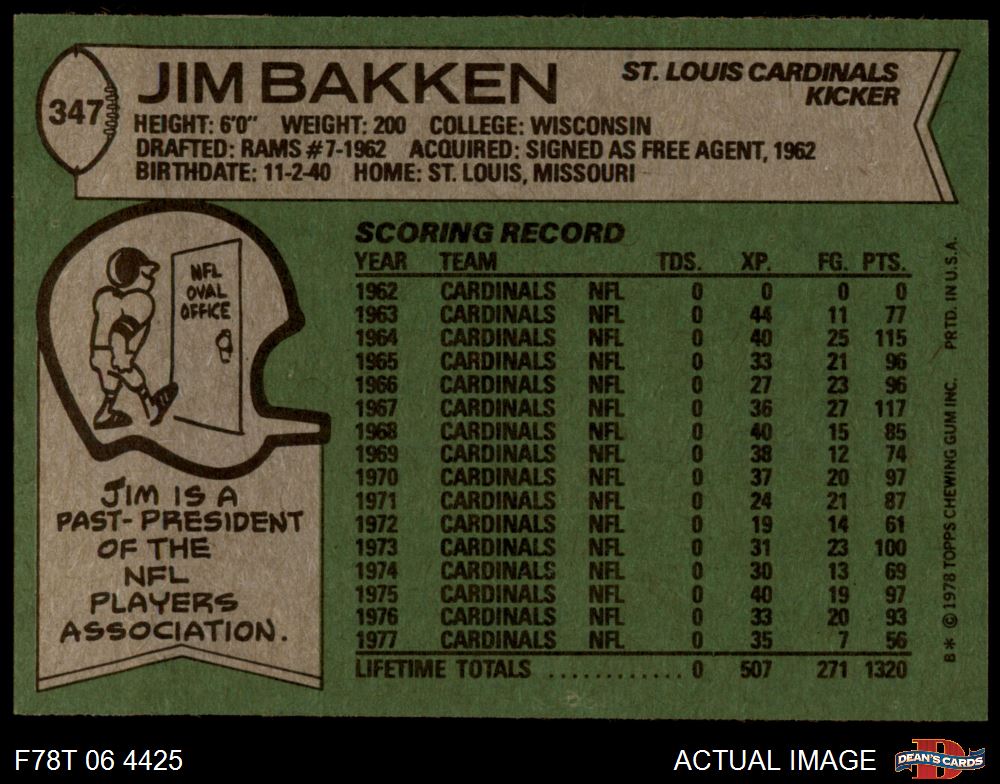 347
JIM BAKKEN
ST. LOUIS CARDINALS
KICKER
HEIGHT: 6'0" WEIGHT: 200 COLLEGE: WISCONSIN
DRAFTED: RAMS #7-1962 ACQUIRED: SIGNED AS FREE AGENT, 1962
BIRTHDATE: 11-2-40 HOME: ST. LOUIS, MISSOURI
NFL
OVAL
OFFICE
JIM IS A
PAST-PRESIDENT
OF THE
NFL
PLAYERS
ASSOCIATION.
SCORING RECORD
YEAR TEAM TDS. XP. FG. PTS.
1962 CARDINALS NFL 0 0 0 0
1963 CARDINALS NFL 0 44 11 77
1964 CARDINALS NFL 0 40 25 115
1965 CARDINALS NFL 0 33 21 96
1966 CARDINALS NFL 0 27 23 96
1967 CARDINALS NFL 0 36 27 117
1968 CARDINALS NFL 0 40 15 85
1969 CARDINALS NFL 0 38 12 74
1970 CARDINALS NFL 0 37 20 97
1971 CARDINALS NFL 0 24 21 87
1972 CARDINALS NFL 0 19 14 61
1973 CARDINALS NFL 0 31 23 100
1974 CARDINALS NFL 0 30 13 69
1975 CARDINALS NFL 0 40 19 97
1976 CARDINALS NFL 0 33 20 93
1977 CARDINALS NFL 0 35 7 56
LIFETIME TOTALS ............ 0 507 271 1320
B* © 1978 TOPPS CHEWING GUM INC. PRTD. IN U.S.A.
F78T 06 4425
ACTUAL IMAGE
DEAN'S CARDS